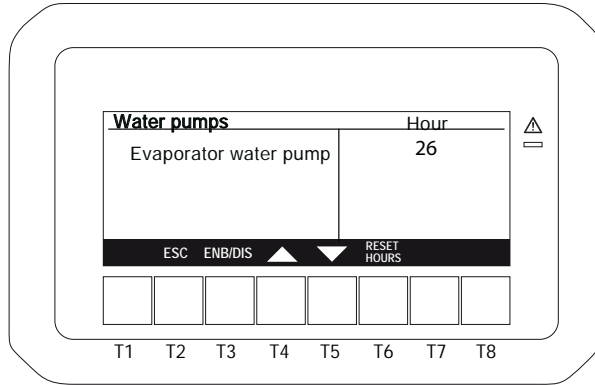 Water pumps Hour
Evaporator water pump 26
ESC ENB/DIS RESET HOURS
T1 T2 T3 T4 T5 T6 T7 T8